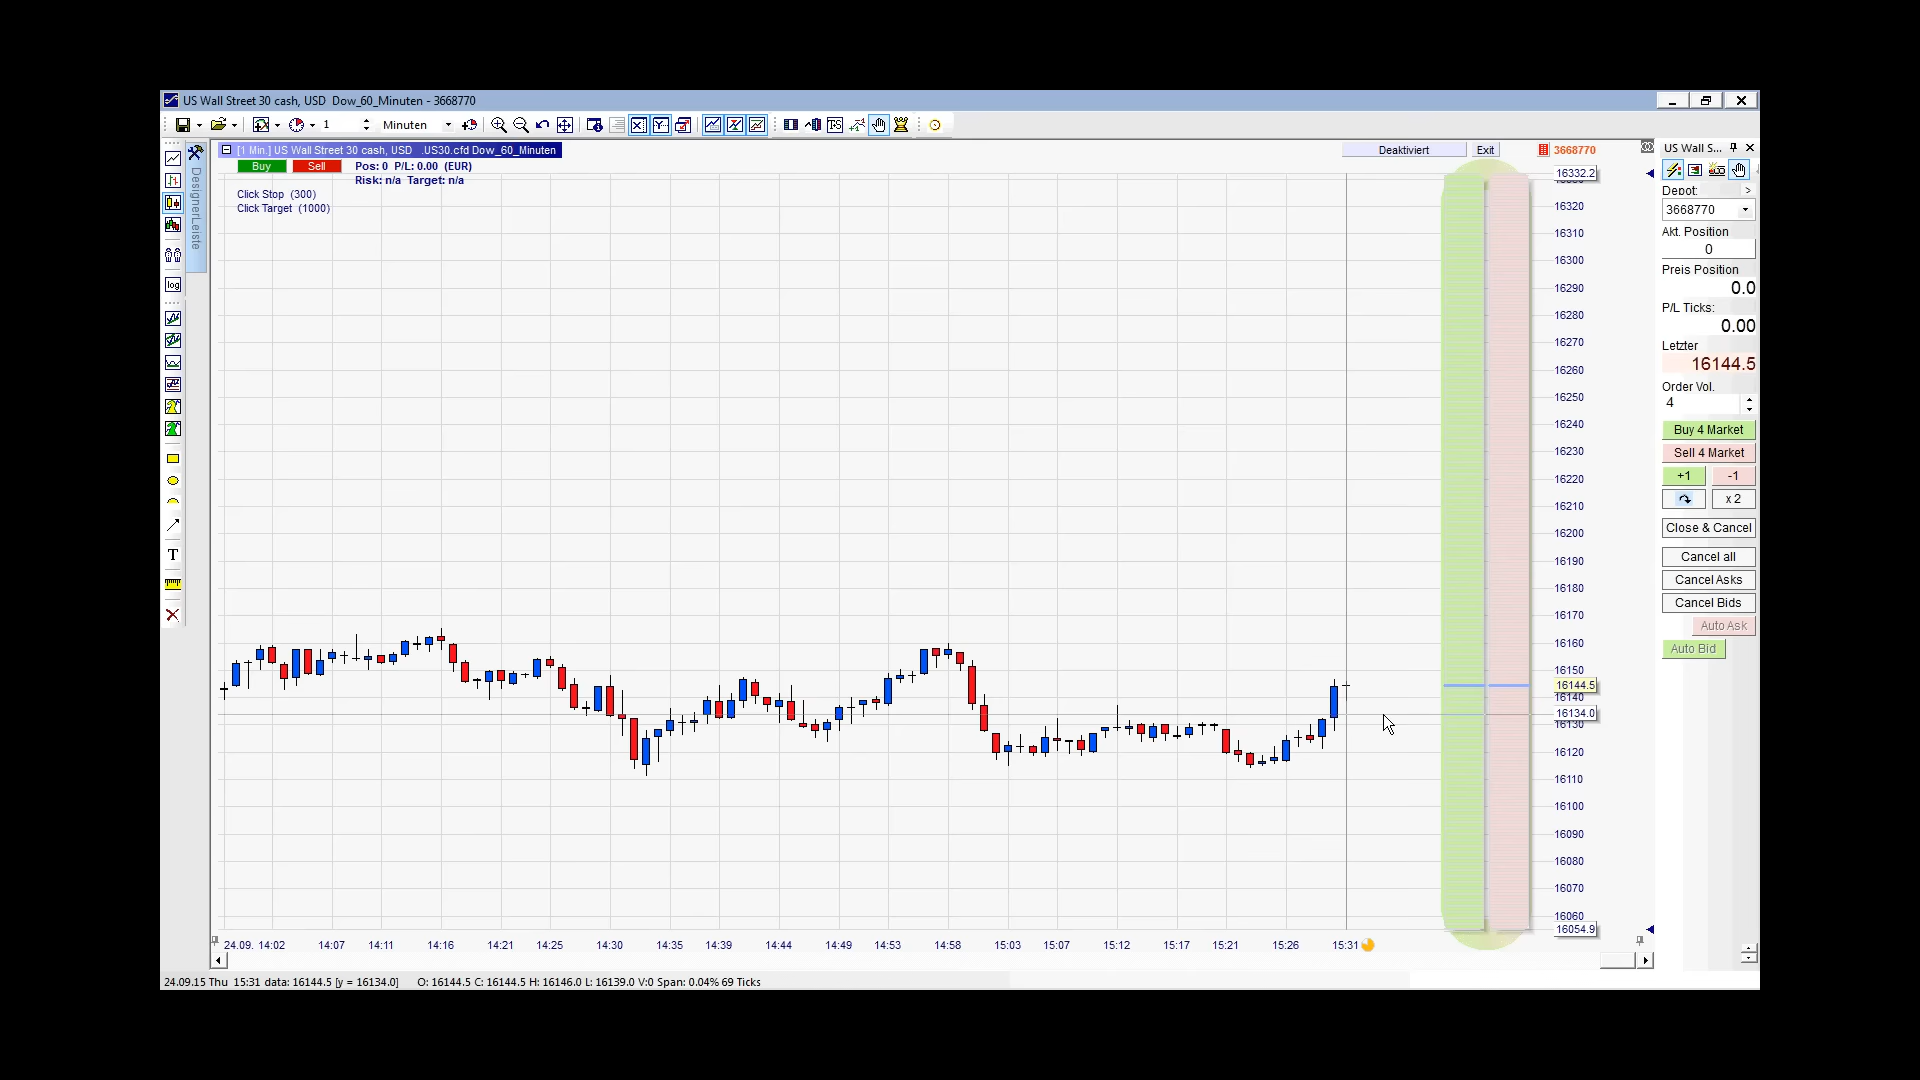 US Wall Street 30 cash, USD Dow_60_Minuten - 3668770
1 Minuten
[1 Min.] US Wall Street 30 cash, USD .US30.cfd Dow_60_Minuten
Deaktiviert Exit 3668770
Buy Sell Pos: 0 P/L: 0.00 (EUR)
Risk: n/a Target: n/a
Click Stop (300)
Click Target (1000)
DesignerLeiste
log
T
16332.2
16320
16310
16300
16290
16280
16270
16260
16250
16240
16230
16220
16210
16200
16190
16180
16170
16160
16150
16144.5
16140
16134.0
16130
16120
16110
16100
16090
16080
16070
16060
16054.9
24.09. 14:02 14:07 14:11 14:16 14:21 14:25 14:30 14:35 14:39 14:44 14:49 14:53 14:58 15:03 15:07 15:12 15:17 15:21 15:26 15:31
24.09.15 Thu 15:31 data: 16144.5 [y = 16134.0] O: 16144.5 C: 16144.5 H: 16146.0 L: 16139.0 V:0 Span: 0.04% 69 Ticks
US Wall S...
Depot: >
3668770
Akt. Position
0
Preis Position
0.0
P/L Ticks:
0.00
Letzter
16144.5
Order Vol.
4
Buy 4 Market
Sell 4 Market
+1 -1
x 2
Close & Cancel
Cancel all
Cancel Asks
Cancel Bids
Auto Ask
Auto Bid